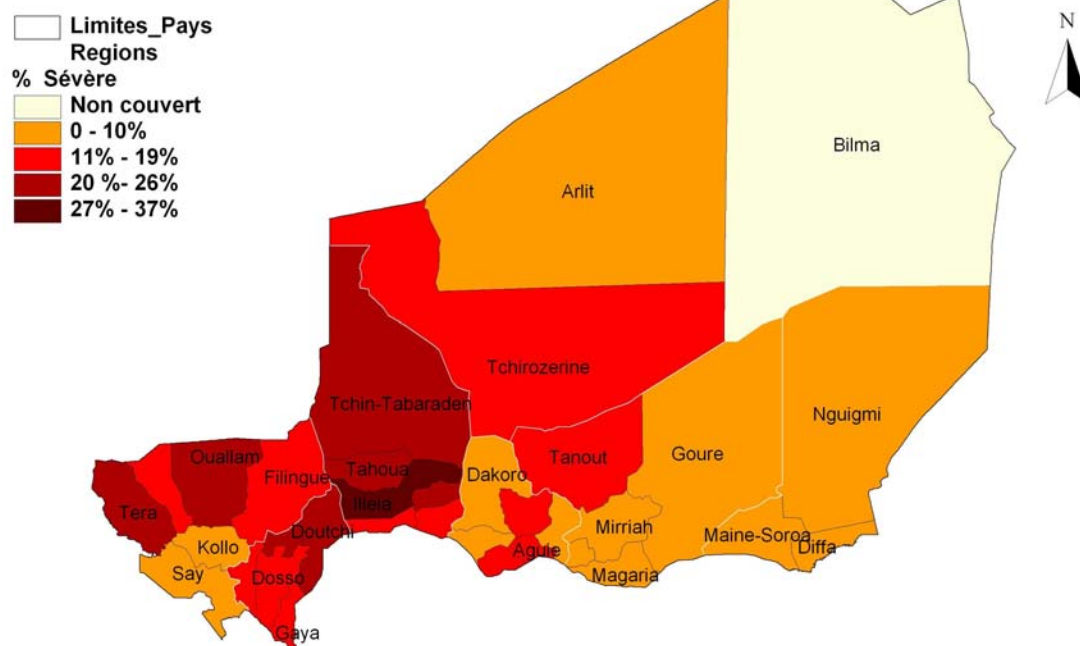 Limites_Pays
Regions
% Sévère
Non couvert
0 - 10%
11% - 19%
20 %- 26%
27% - 37%
N
Bilma
Arlit
Tchirozerine
Tchin-Tabaraden
Nguigmi
Ouallam
Filingue
Tahoua
Dakoro
Tanout
Goure
Tera
Illela
Kollo
Doutchi
Mirriah
Maine-Soroa
Diffa
Say
Dosso
Aguie
Magaria
Gaya